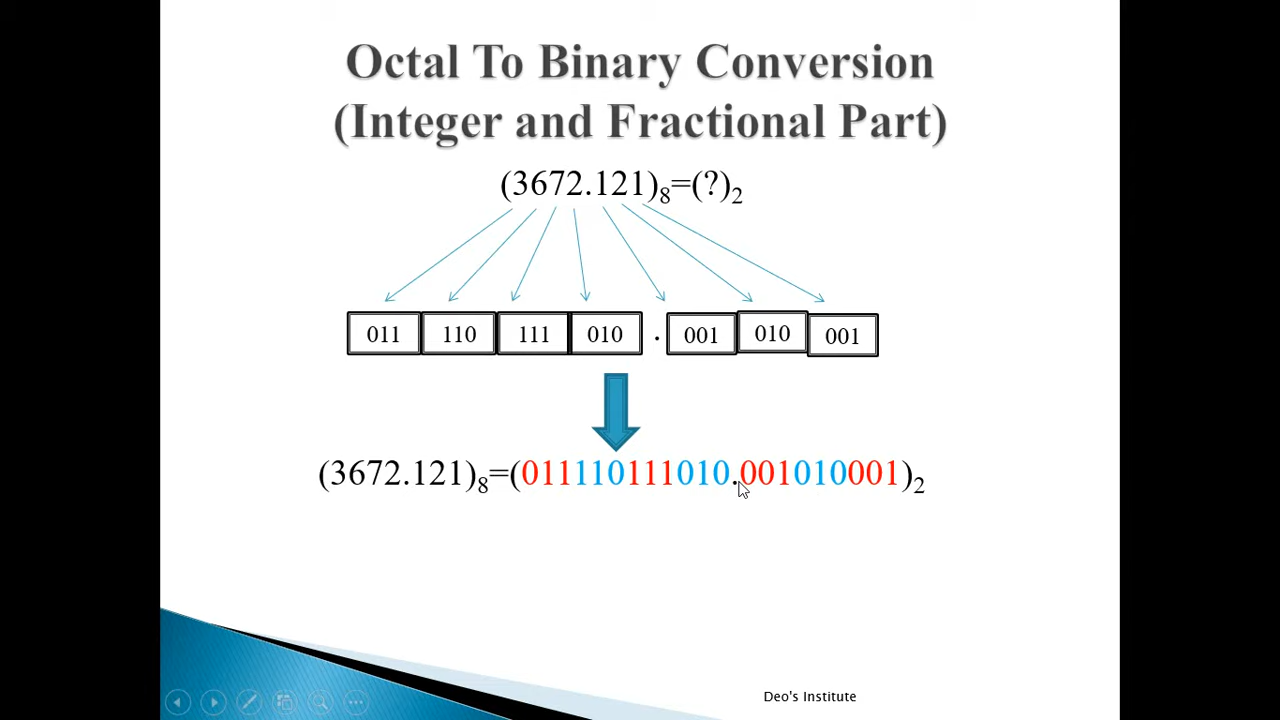 Octal To Binary Conversion
(Integer and Fractional Part)
(3672.121)₈=(?)₂
011 110 111 010 . 001 010 001
(3672.121)₈=(011110111010.001010001)₂
Deo's Institute